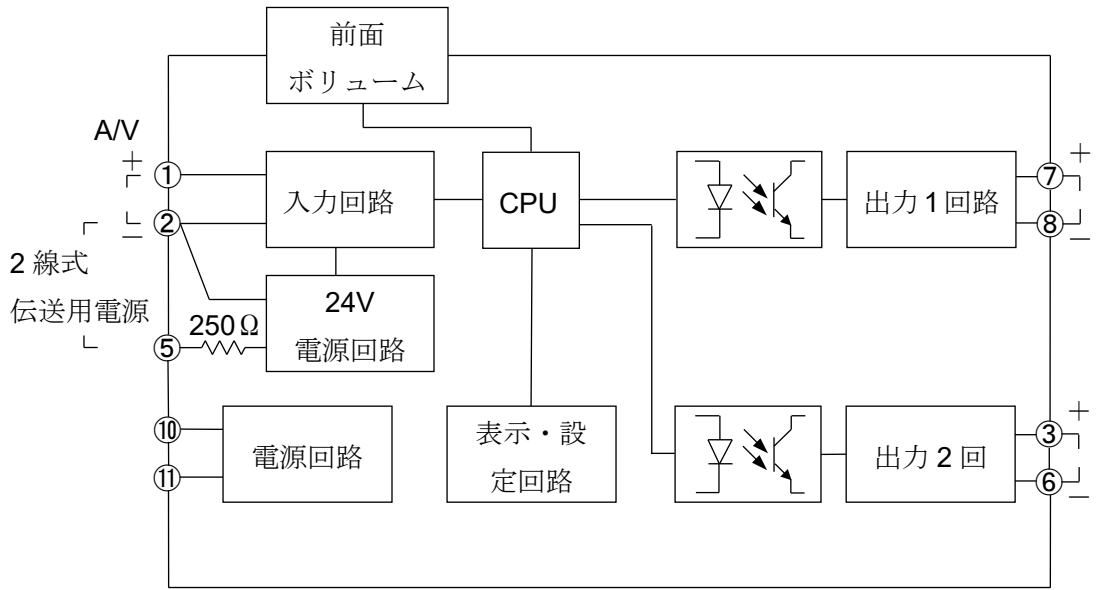 前面
ボリューム
A/V
+
①
入力回路
CPU
出力1回路
⑦
+
②
−
⑧
−
2線式
伝送用電源
24V
電源回路
250Ω
⑤
⑩
電源回路
⑪
表示・設
定回路
出力2回
③
+
⑥
−